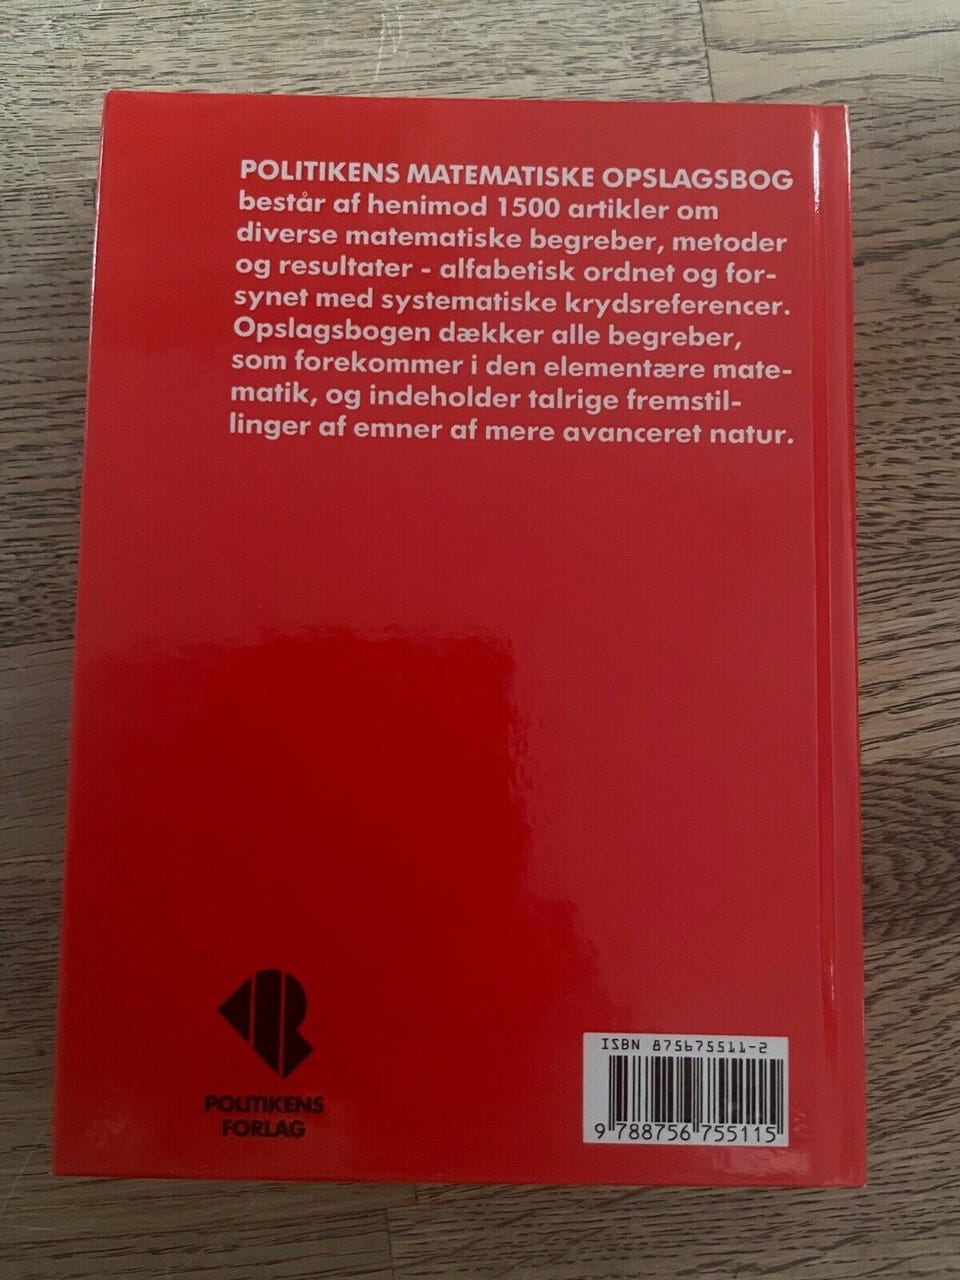 POLITIKENS MATEMATISKE OPSLAGSBOG
består af henimod 1500 artikler om
diverse matematiske begreber, metoder
og resultater - alfabetisk ordnet og for-
synet med systematiske krydsreferencer.
Opslagsbogen dækker alle begreber,
som forekommer i den elementære mate-
matik, og indeholder talrige fremstil-
linger af emner af mere avanceret natur.
POLITIKENS
FORLAG
ISBN 875675511-2
9 788756 755115